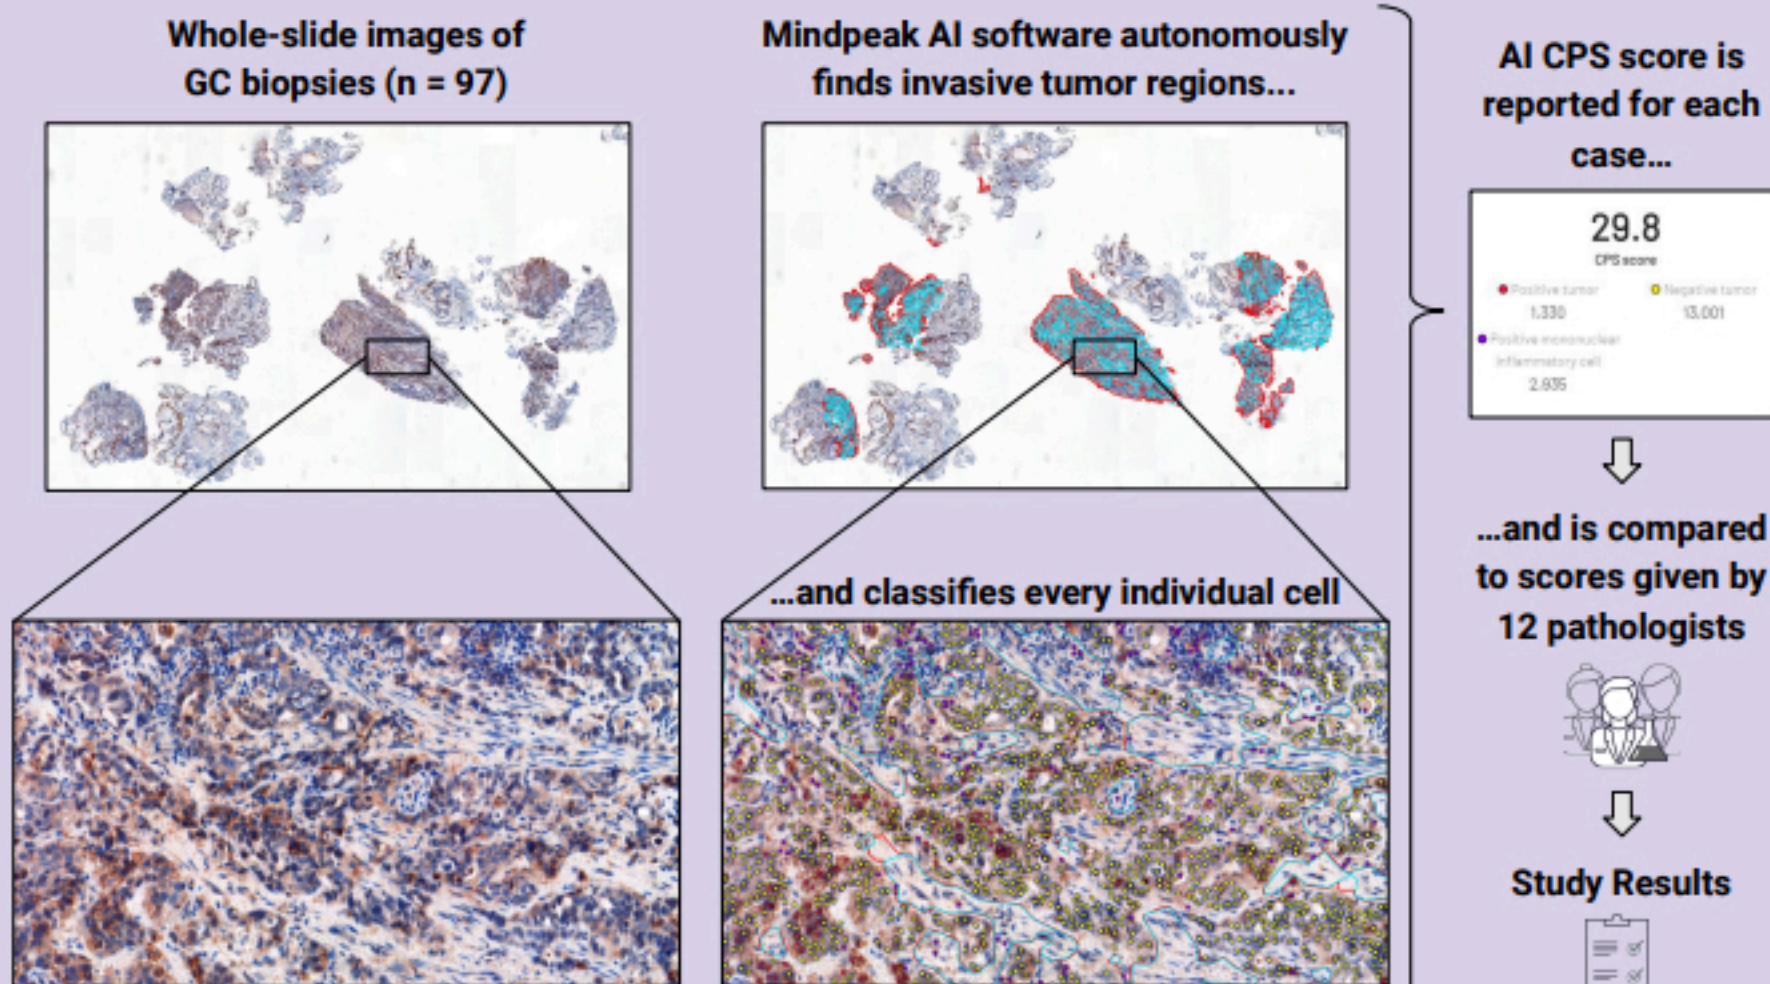 Whole-slide images of
GC biopsies (n = 97)
Mindpeak AI software autonomously
finds invasive tumor regions...
...and classifies every individual cell
AI CPS score is
reported for each
case...
29.8
CPS score
Positive tumor
1.330
Negative tumor
13.001
Positive mononuclear
inflammatory cell
2.935
...and is compared
to scores given by
12 pathologists
Study Results